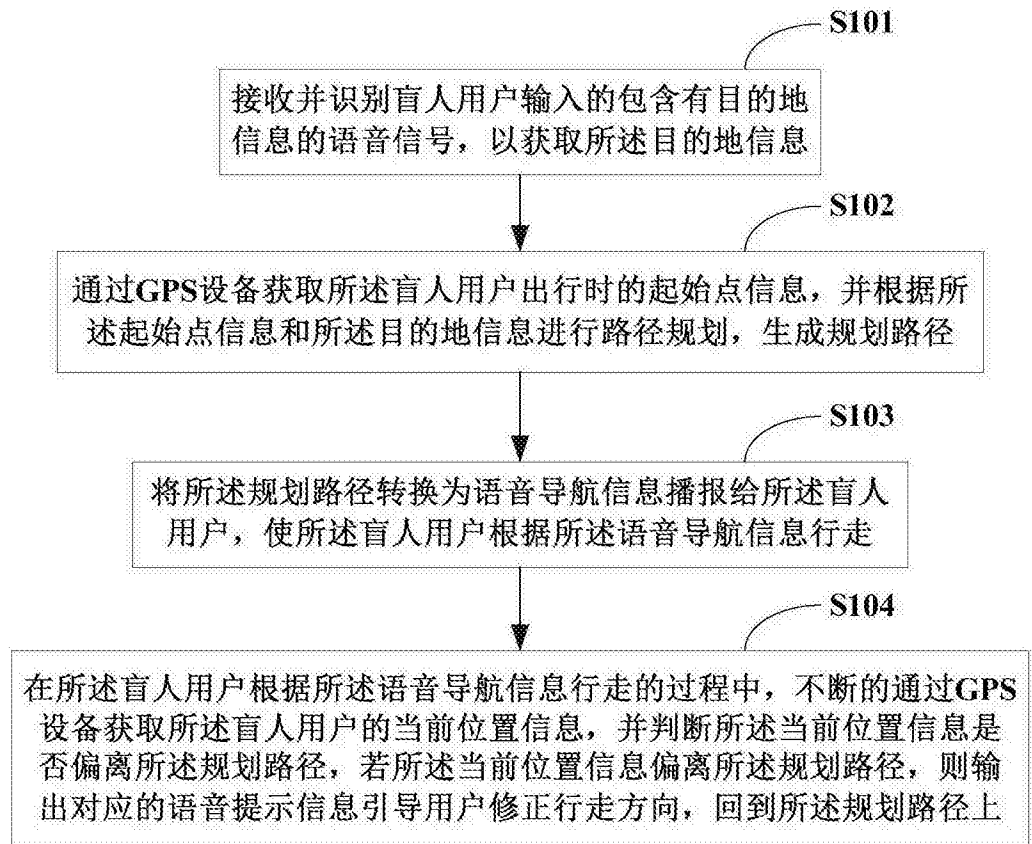 S101
接收并识别盲人用户输入的包含有目的地
信息的语音信号，以获取所述目的地信息
S102
通过GPS设备获取所述盲人用户出行时的起始点信息，并根据所
述起始点信息和所述目的地信息进行路径规划，生成规划路径
S103
将所述规划路径转换为语音导航信息播报给所述盲人
用户，使所述盲人用户根据所述语音导航信息行走
S104
在所述盲人用户根据所述语音导航信息行走的过程中，不断的通过GPS
设备获取所述盲人用户的当前位置信息，并判断所述当前位置信息是
否偏离所述规划路径，若所述当前位置信息偏离所述规划路径，则输
出对应的语音提示信息引导用户修正行走方向，回到所述规划路径上